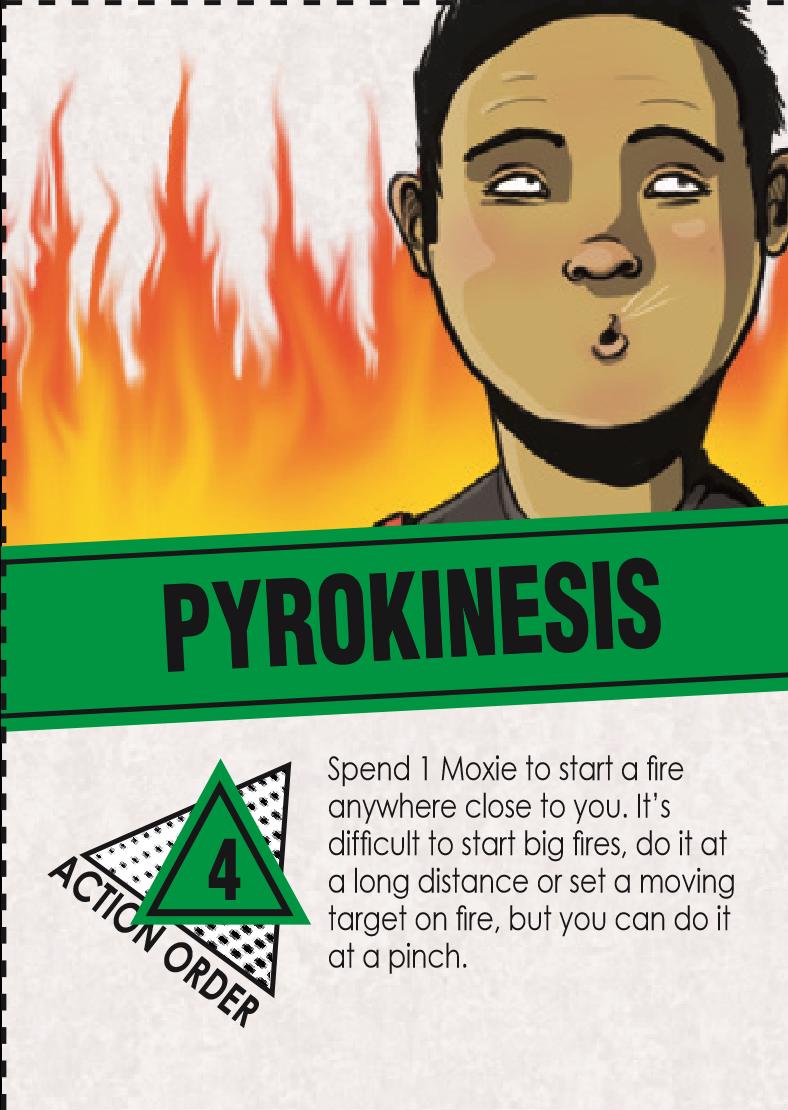 PYROKINESIS
4
ACTION ORDER
Spend 1 Moxie to start a fire
anywhere close to you. It’s
difficult to start big fires, do it at
a long distance or set a moving
target on fire, but you can do it
at a pinch.